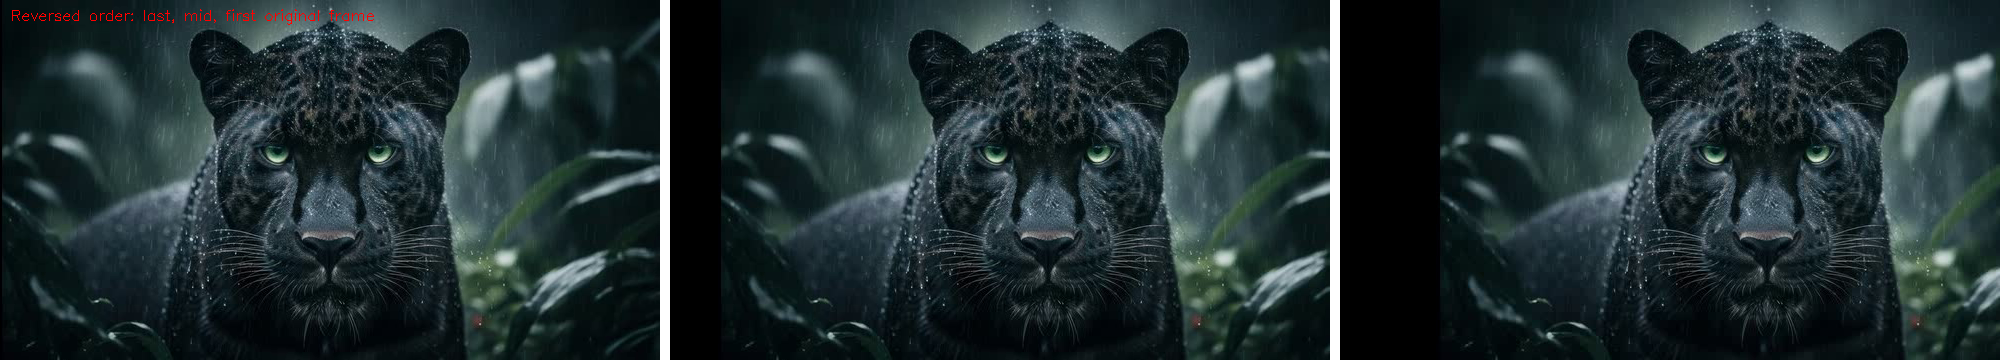 Reversed order: last, mid, first original frame